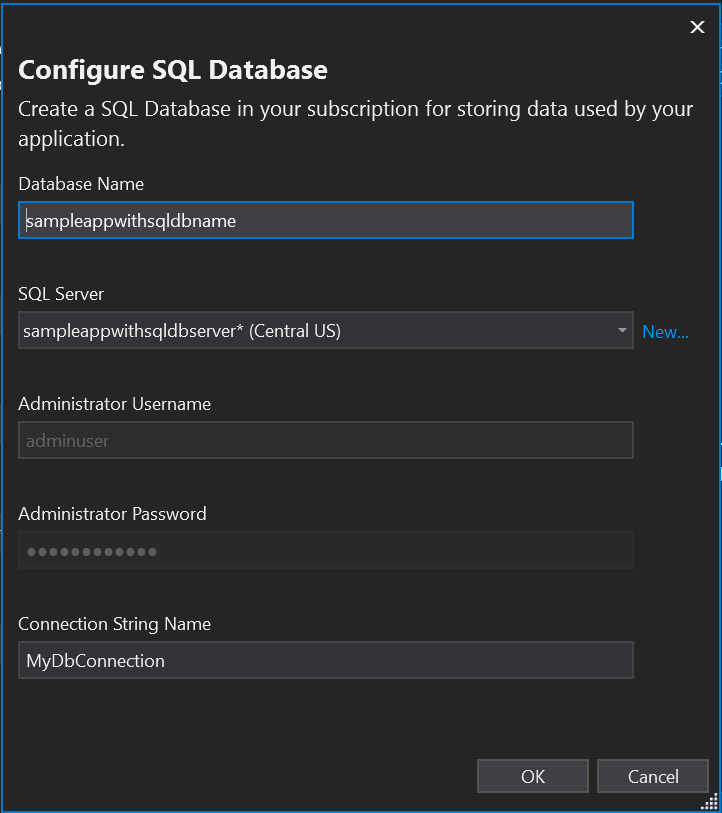 Configure SQL Database
Create a SQL Database in your subscription for storing data used by your
application.
Database Name
sampleappwithsqldbname
SQL Server
sampleappwithsqldbserver* (Central US)
New...
Administrator Username
adminuser
Administrator Password
●●●●●●●●●●●●
Connection String Name
MyDbConnection
OK
Cancel